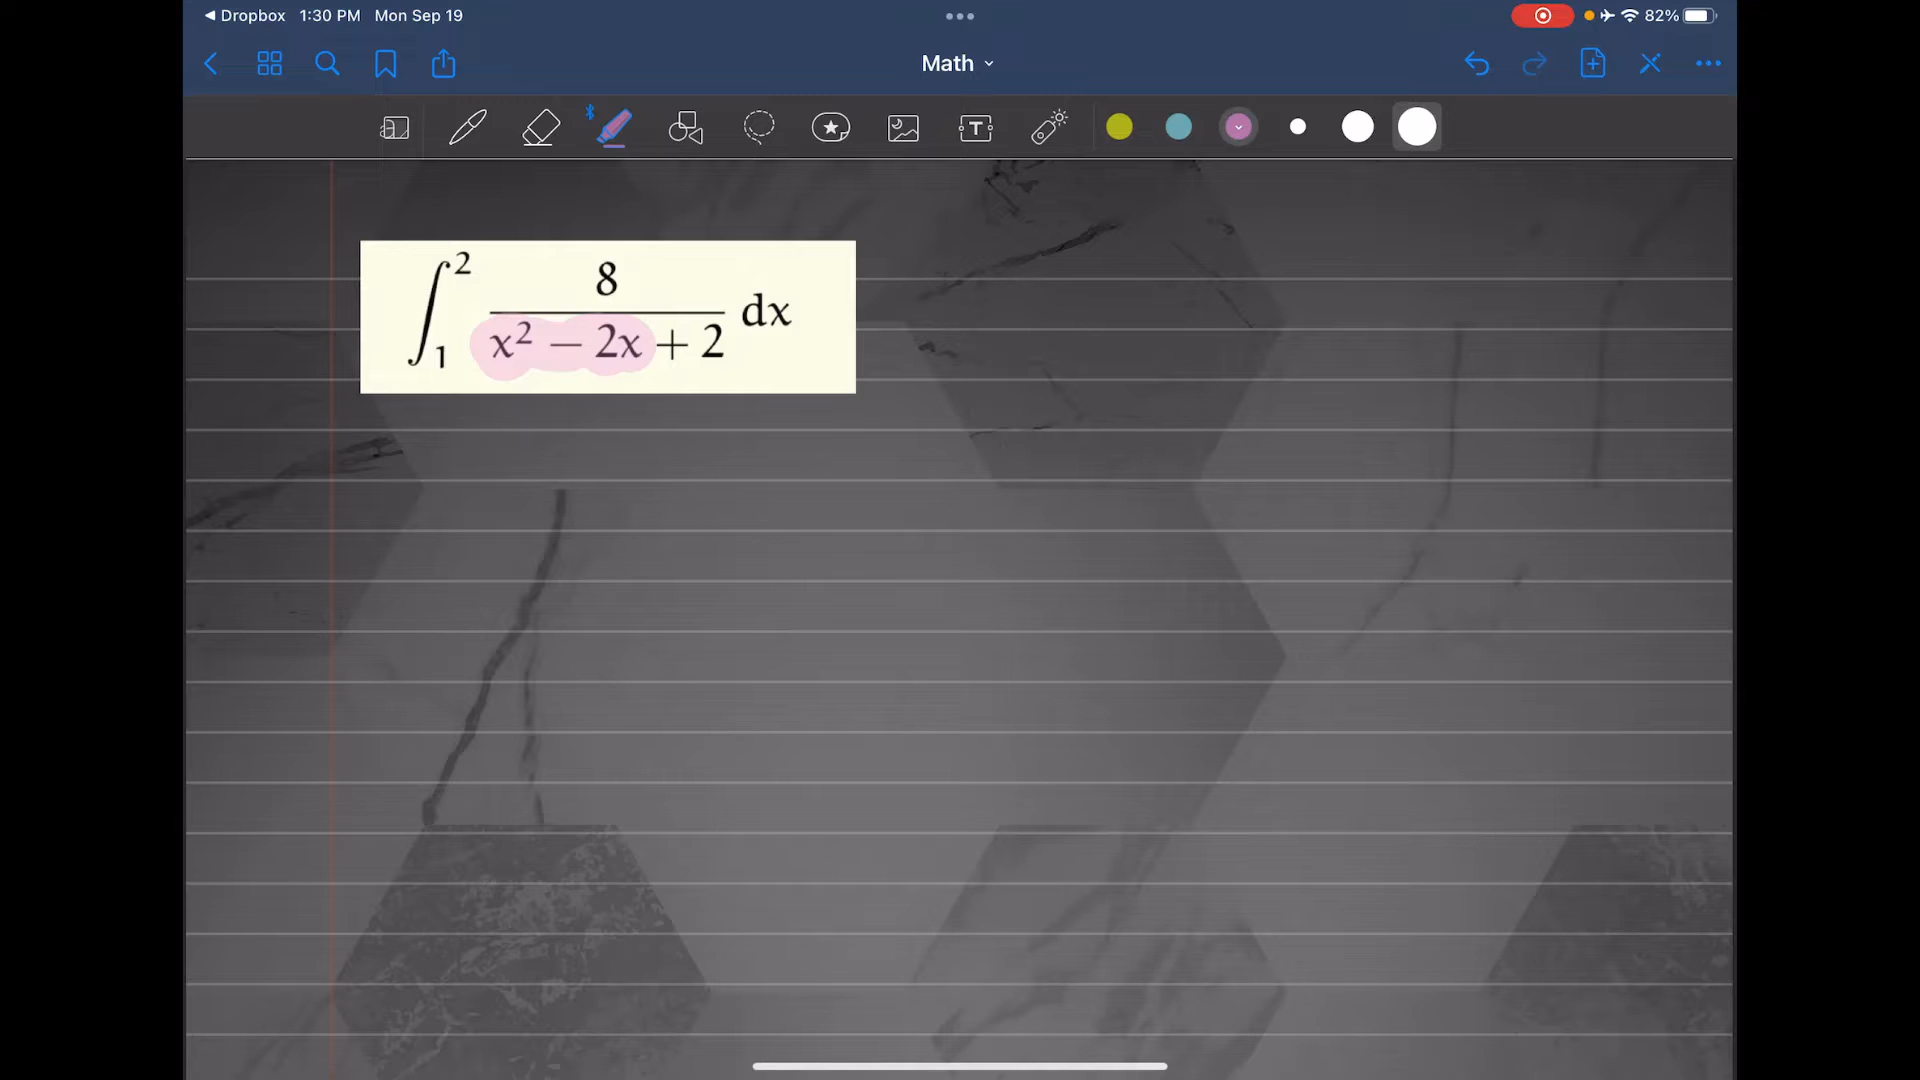 Dropbox 1:30 PM Mon Sep 19 82%
Math
T
∫₁² 8/(x² − 2x + 2) dx